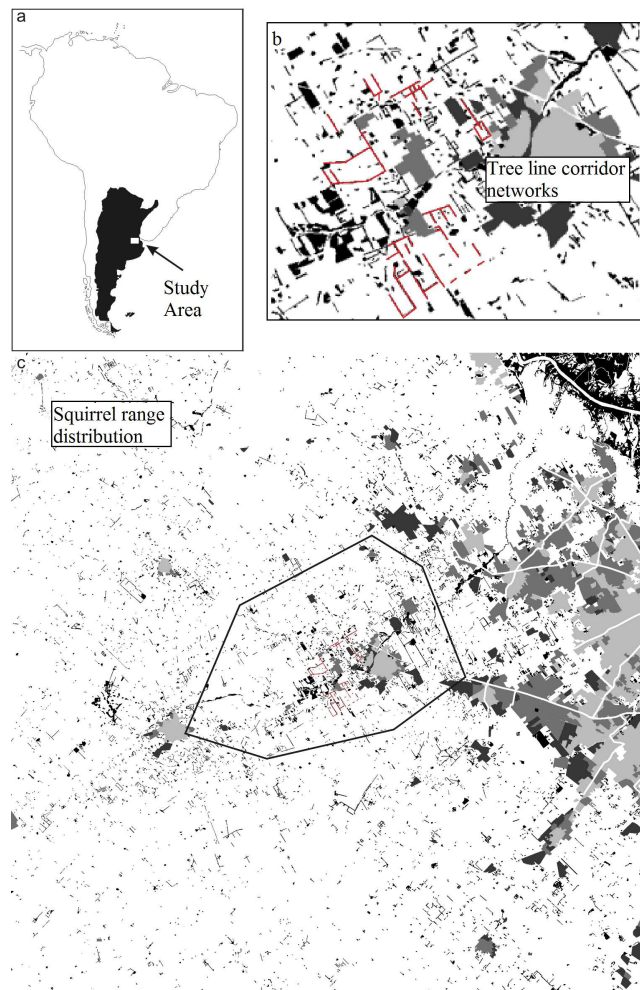 a
Study
Area
b
Tree line corridor
networks
c
Squirrel range
distribution